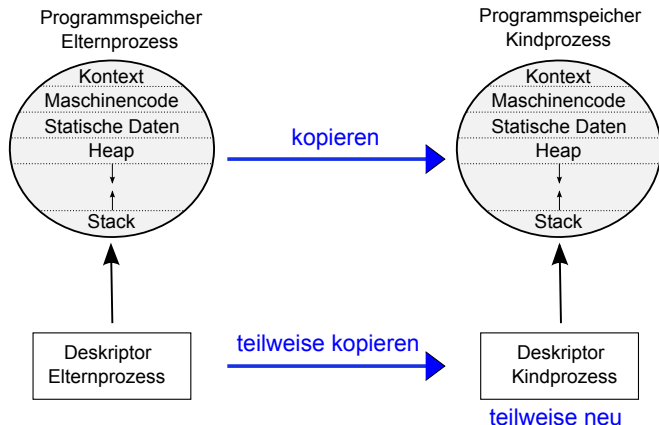 Programmspeicher
Elternprozess
Kontext
Maschinencode
Statische Daten
Heap
Stack
kopieren
Programmspeicher
Kindprozess
Kontext
Maschinencode
Statische Daten
Heap
Stack
Deskriptor
Elternprozess
teilweise kopieren
Deskriptor
Kindprozess
teilweise neu